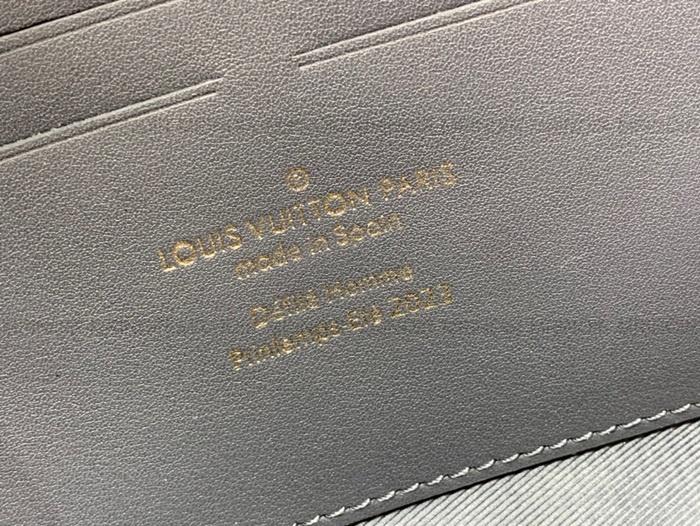 LOUIS VUITTON PARIS
made in Spain
Défilé Homme
Printemps-Été 2023